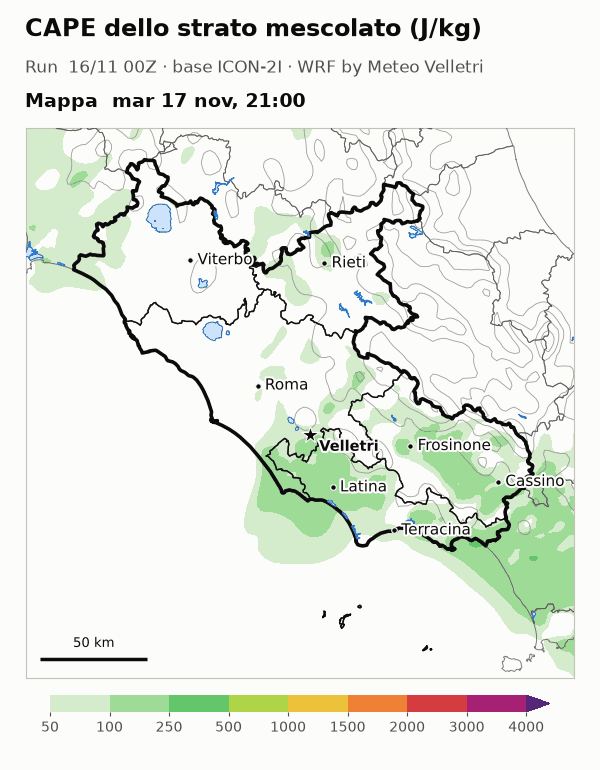 CAPE dello strato mescolato (J/kg)
Run 16/11 00Z · base ICON-2I · WRF by Meteo Velletri
Mappa mar 17 nov, 21:00
Viterbo
Rieti
Roma
Velletri
Frosinone
Latina
Cassino
Terracina
50 km
50 100 250 500 1000 1500 2000 3000 4000